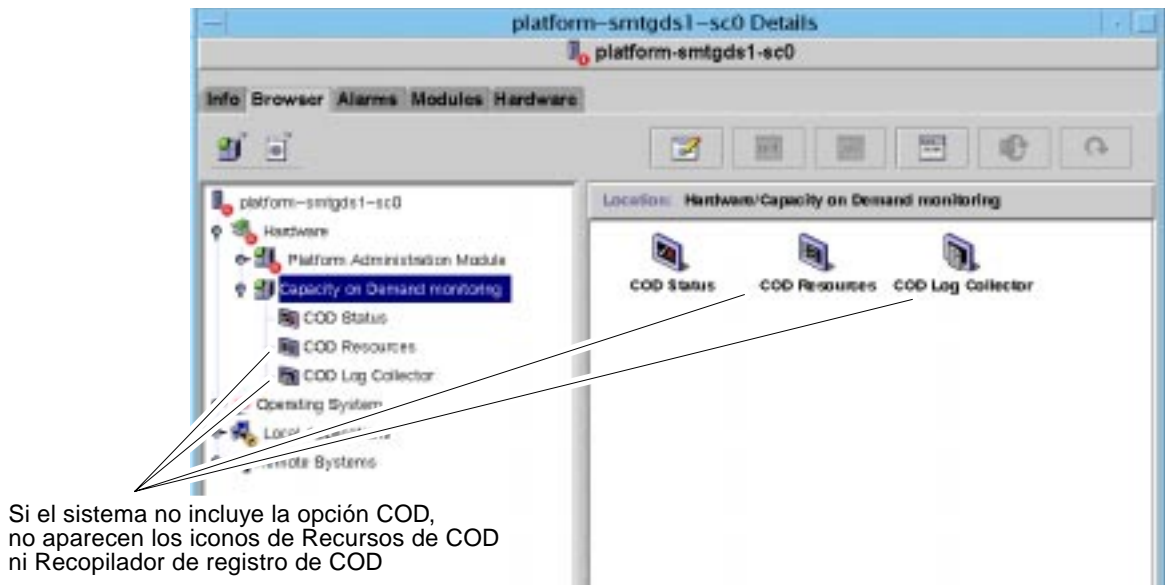 platform-smtgds1-sc0 Details
platform-smtgds1-sc0
Info Browser Alarms Modules Hardware
platform-smtgds1-sc0
Hardware
Platform Administration Module
Capacity on Demand monitoring
COD Status
COD Resources
COD Log Collector
Operating System
Local
Remote Systems
Location: Hardware/Capacity on Demand monitoring
COD Status COD Resources COD Log Collector
Si el sistema no incluye la opción COD,
no aparecen los iconos de Recursos de COD
ni Recopilador de registro de COD